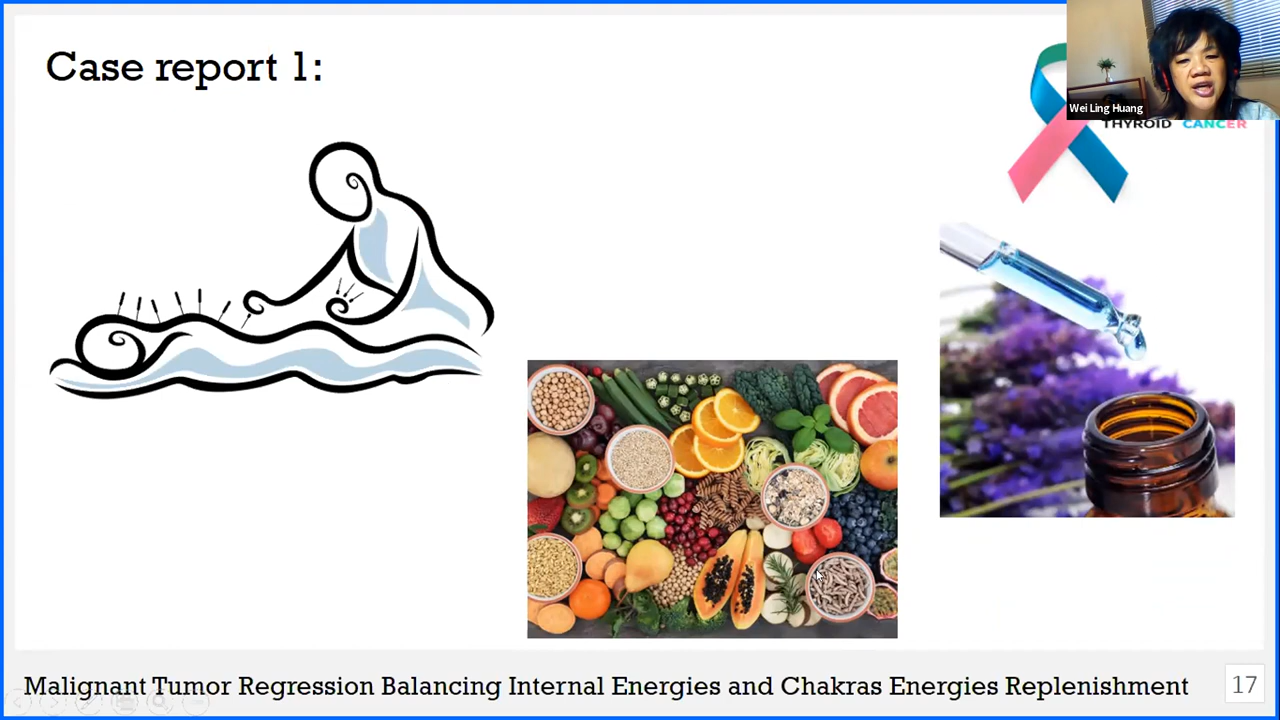 Case report 1:
Wei Ling Huang
THYROID CANCER
Malignant Tumor Regression Balancing Internal Energies and Chakras Energies Replenishment
17